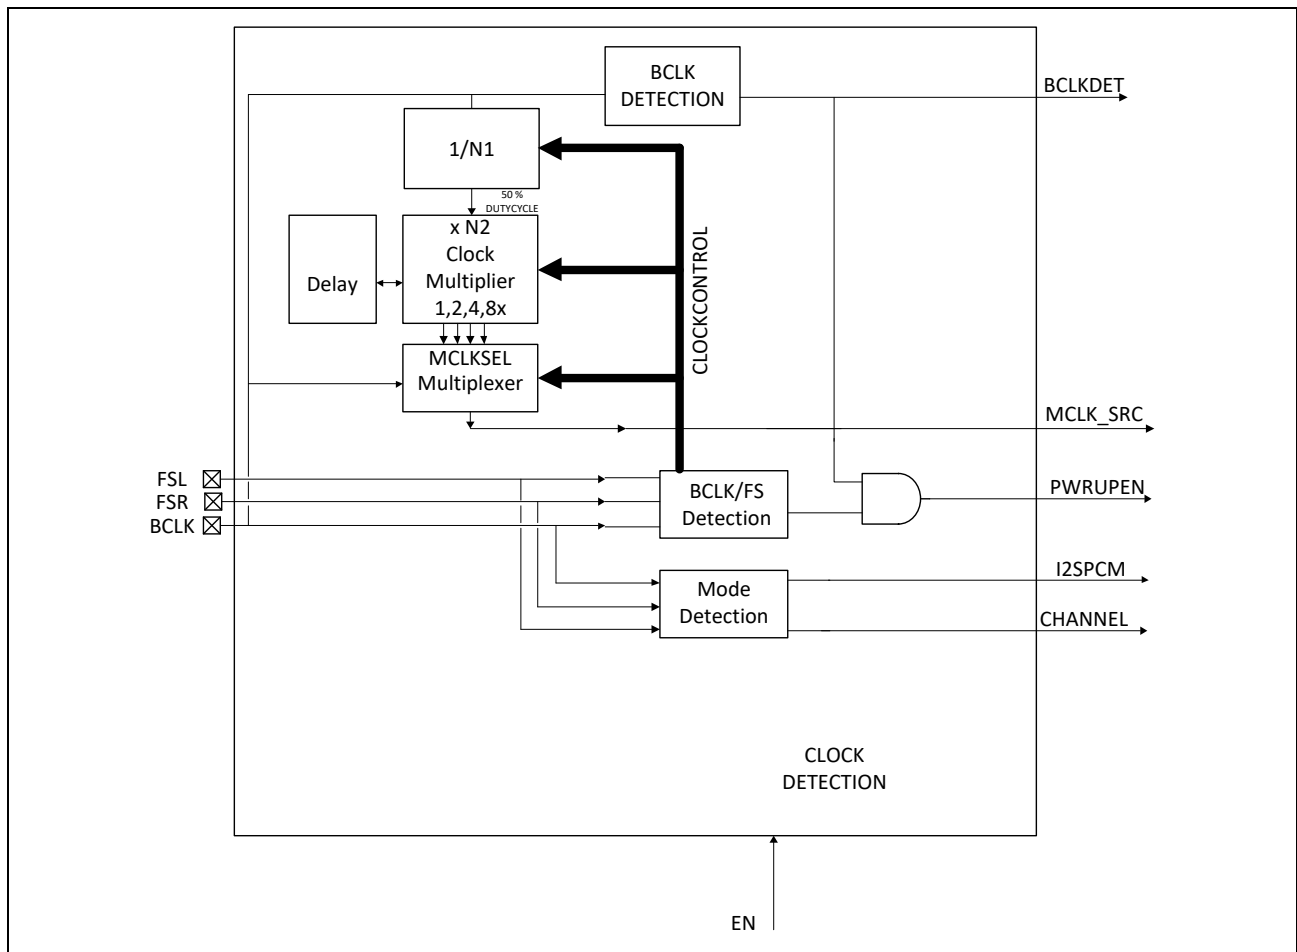 BCLK
DETECTION
BCLKDET
1/N1
50 %
DUTYCYCLE
x N2
Clock
Multiplier
1,2,4,8x
Delay
CLOCKCONTROL
MCLKSEL
Multiplexer
MCLK_SRC
FSL
FSR
BCLK
BCLK/FS
Detection
PWRUPEN
Mode
Detection
I2SPCM
CHANNEL
CLOCK
DETECTION
EN